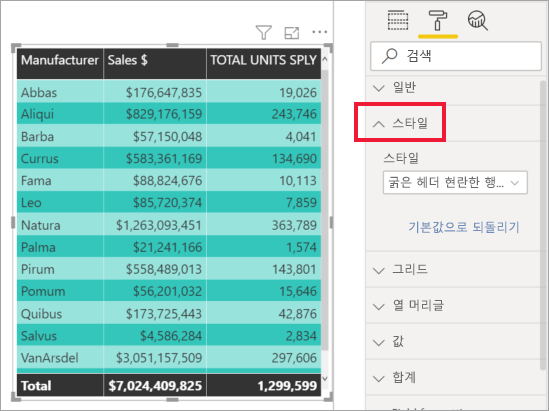 Manufacturer Sales $ TOTAL UNITS SPLY
Abbas $176,647,835 19,026
Aliqui $829,176,159 243,746
Barba $57,150,048 4,041
Currus $583,361,169 134,690
Fama $88,824,676 10,113
Leo $85,720,374 7,859
Natura $1,263,093,451 363,789
Palma $21,241,166 1,574
Pirum $558,489,013 143,801
Pomum $56,201,032 15,646
Quibus $173,725,443 42,876
Salvus $4,586,284 2,834
VanArsdel $3,051,157,509 297,606
Total $7,024,409,825 1,299,599
검색
일반
스타일
스타일
굵은 헤더 현란한 행...
기본값으로 되돌리기
그리드
열 머리글
값
합계